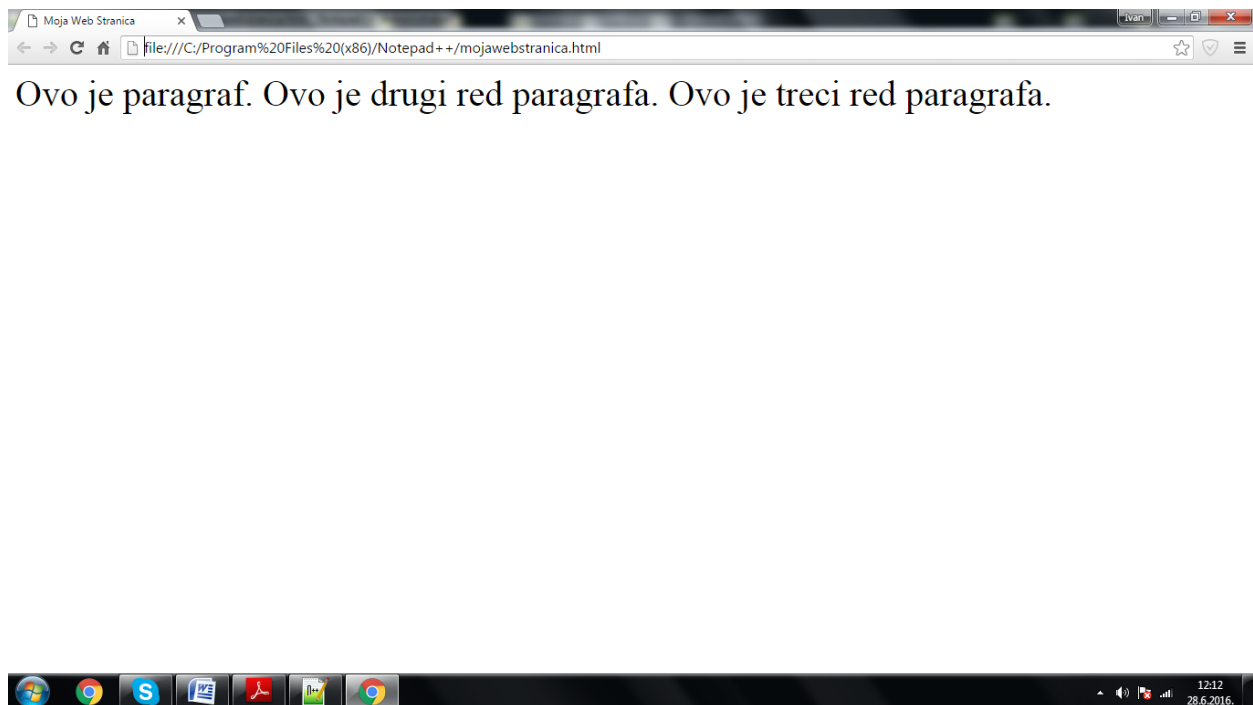 Moja Web Stranica
Ivan
file:///C:/Program%20Files%20(x86)/Notepad++/mojawebstranica.html
Ovo je paragraf. Ovo je drugi red paragrafa. Ovo je treci red paragrafa.
12:12
28.6.2016.